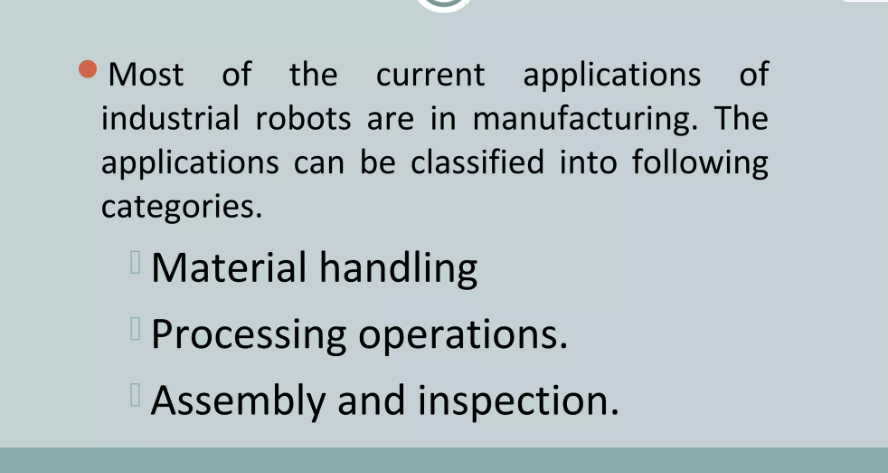 Most of the current applications of
industrial robots are in manufacturing. The
applications can be classified into following
categories.
Material handling
Processing operations.
Assembly and inspection.